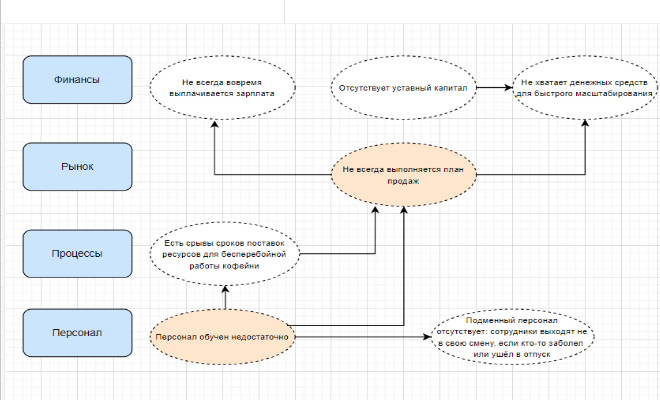 Финансы
Не всегда вовремя
выплачивается зарплата
Отсутствует уставный капитал
Не хватает денежных средств
для быстрого масштабирования
Рынок
Не всегда выполняется план
продаж
Процессы
Есть срывы сроков поставок
ресурсов для бесперебойной
работы кофейни
Персонал
Персонал обучен недостаточно
Подменный персонал
отсутствует: сотрудники выходят не
в свою смену, если кто-то заболел
или ушёл в отпуск